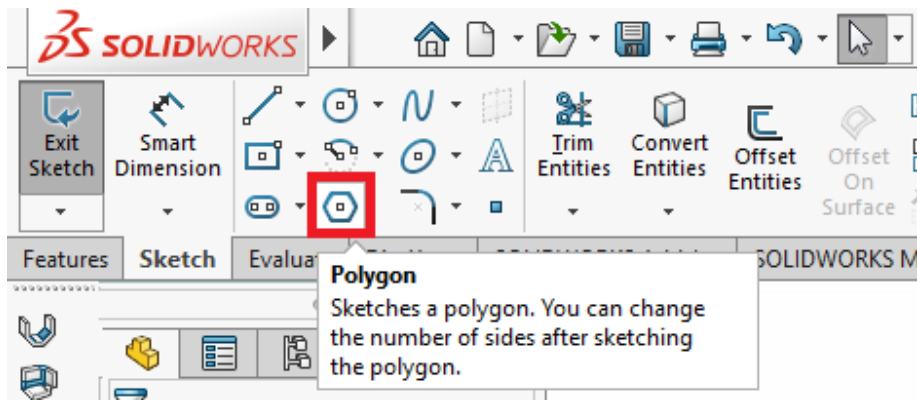 SOLIDWORKS
Exit
Sketch
Smart
Dimension
Trim
Entities
Convert
Entities
Offset
Entities
Offset
On
Surface
Features
Sketch
SOLIDWORKS M
Polygon
Sketches a polygon. You can change
the number of sides after sketching
the polygon.